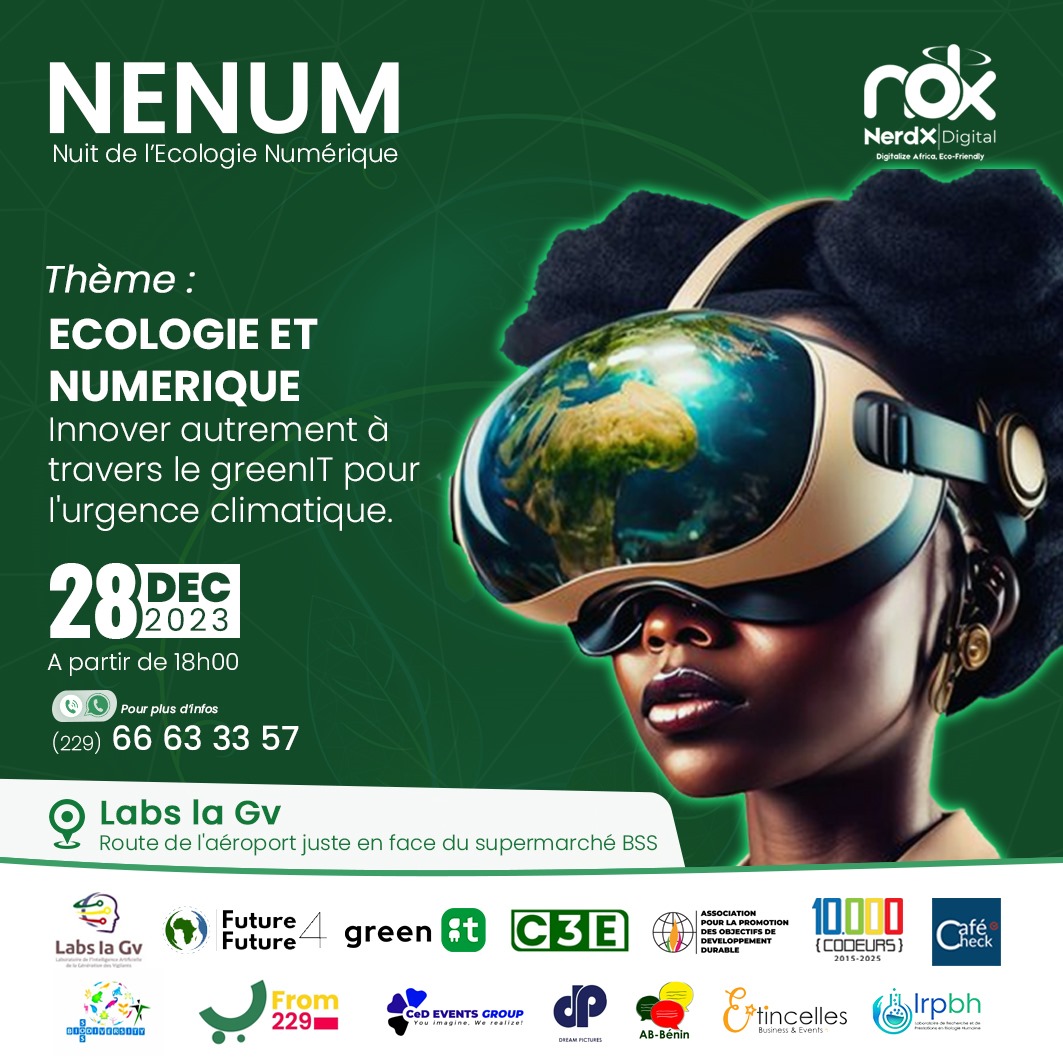 NENUM
Nuit de l'Ecologie Numérique
ndx
NerdX|Digital
Digitalize Africa, Eco-Friendly
Thème :
ECOLOGIE ET
NUMERIQUE
Innover autrement à
travers le greenIT pour
l'urgence climatique.
28 DEC
2023
A partir de 18h00
Pour plus d'infos
(229) 66 63 33 57
Labs la Gv
Route de l'aéroport juste en face du supermarché BSS
Labs la Gv
Laboratoire de l'Intelligence Artificielle
de la Génération des Vigilants
Future
Future 4
green it
C3E
ASSOCIATION
POUR LA PROMOTION
DES OBJECTIFS DE
DEVELOPPEMENT
DURABLE
10.000
{CODEURS}
2015-2025
Café
Check
SOS
BIODIVERSITY
From
229
CeD EVENTS GROUP
You imagine. We realize!
dP
DREAM PICTURES
AB-Bénin
Etincelles
Business & Events
lrpbh
Laboratoire de Recherche et de
Prestations en Biologie Humaine